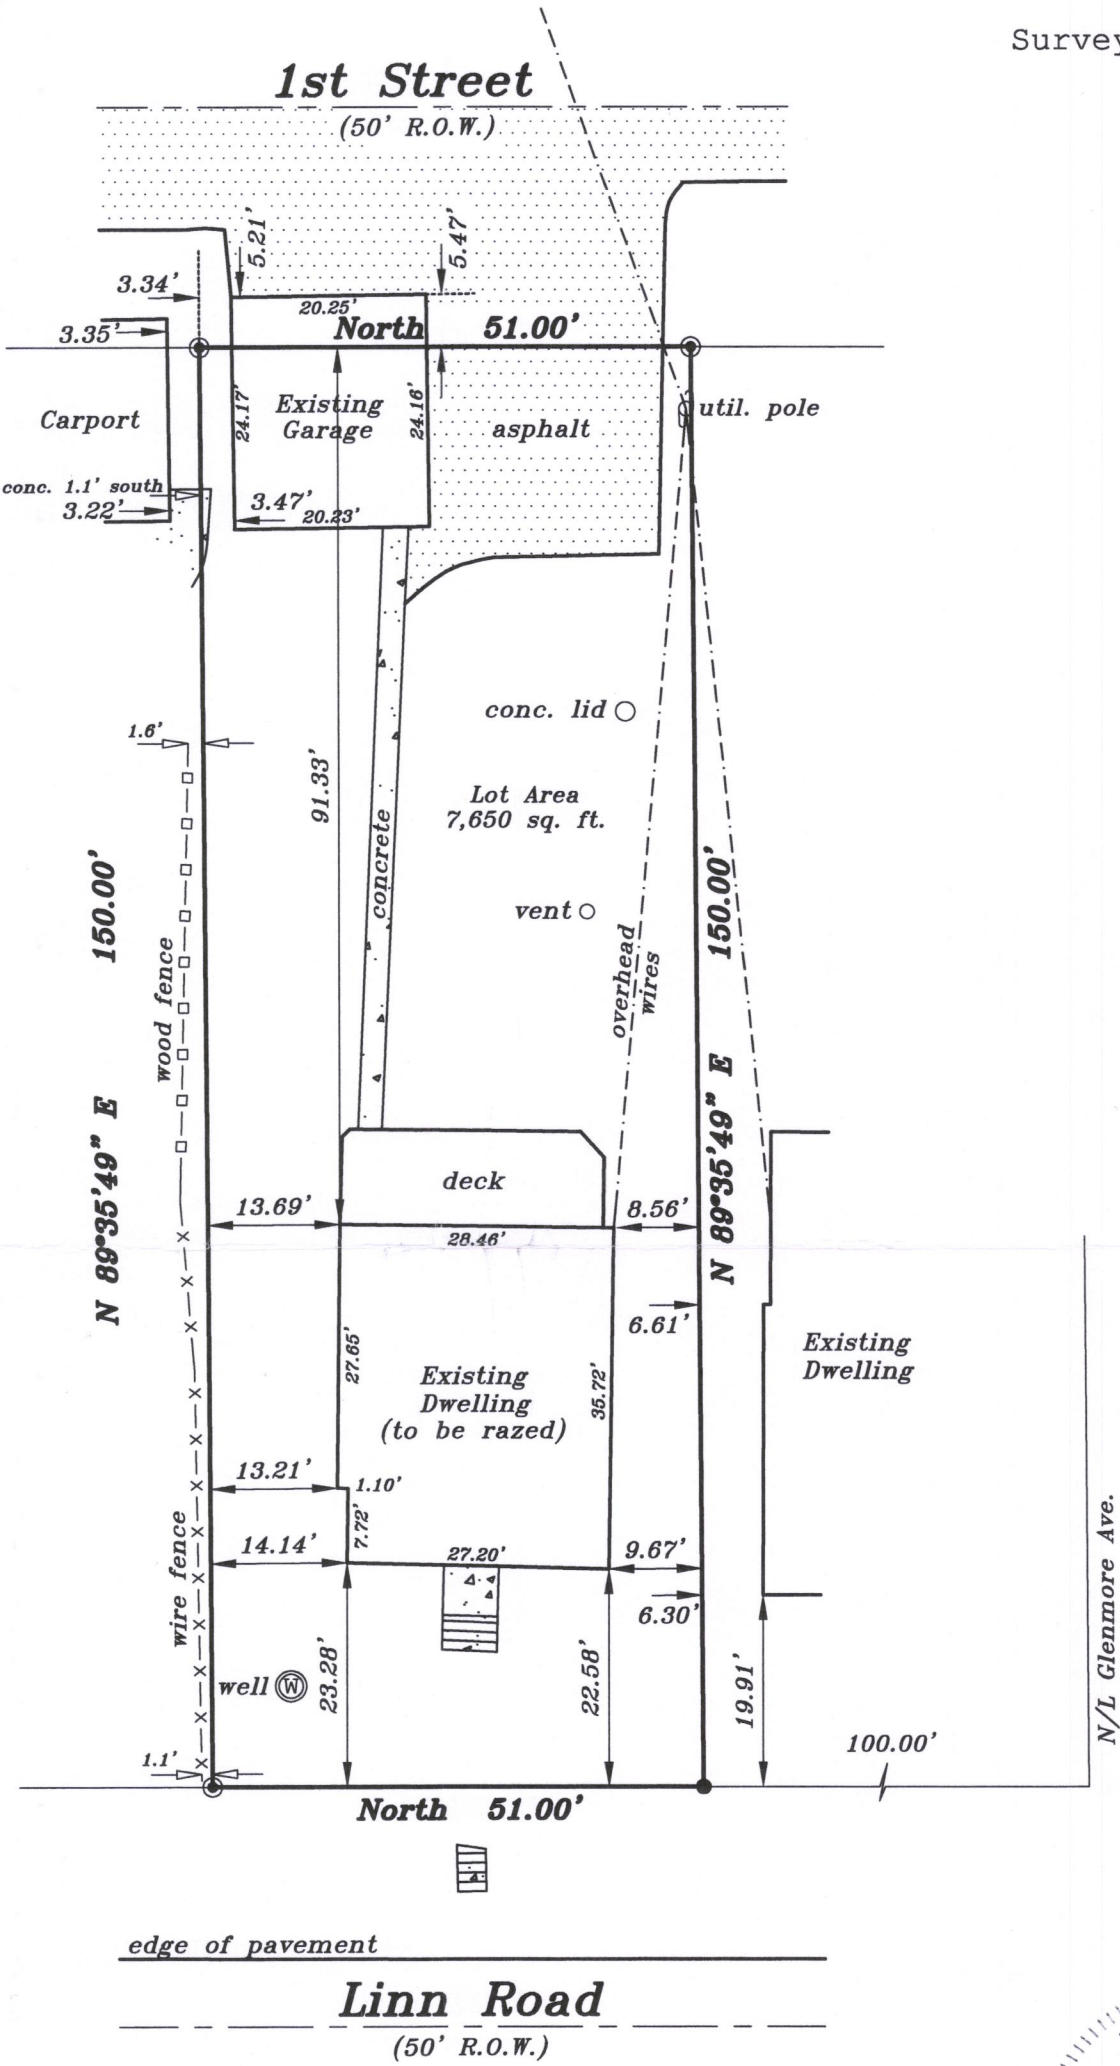 Survey
1st Street
(50' R.O.W.)
5.21'
5.47'
3.34'
20.25'
3.35'
North 51.00'
Carport
24.17'
Existing
Garage
24.16'
asphalt
util. pole
conc. 1.1' south
3.22'
3.47'
20.23'
conc. lid
1.6'
91.33'
Lot Area
7,650 sq. ft.
concrete
vent
150.00'
N 89°35'49" E
wood fence
overhead
wires
150.00'
N 89°35'49" E
deck
13.69'
8.56'
28.46'
6.61'
27.65'
Existing
Dwelling
(to be razed)
35.72'
Existing
Dwelling
13.21'
1.10'
7.72'
14.14'
27.20'
9.67'
6.30'
wire fence
well W
23.28'
22.58'
19.91'
N/L Glenmore Ave.
1.1'
100.00'
North 51.00'
edge of pavement
Linn Road
(50' R.O.W.)